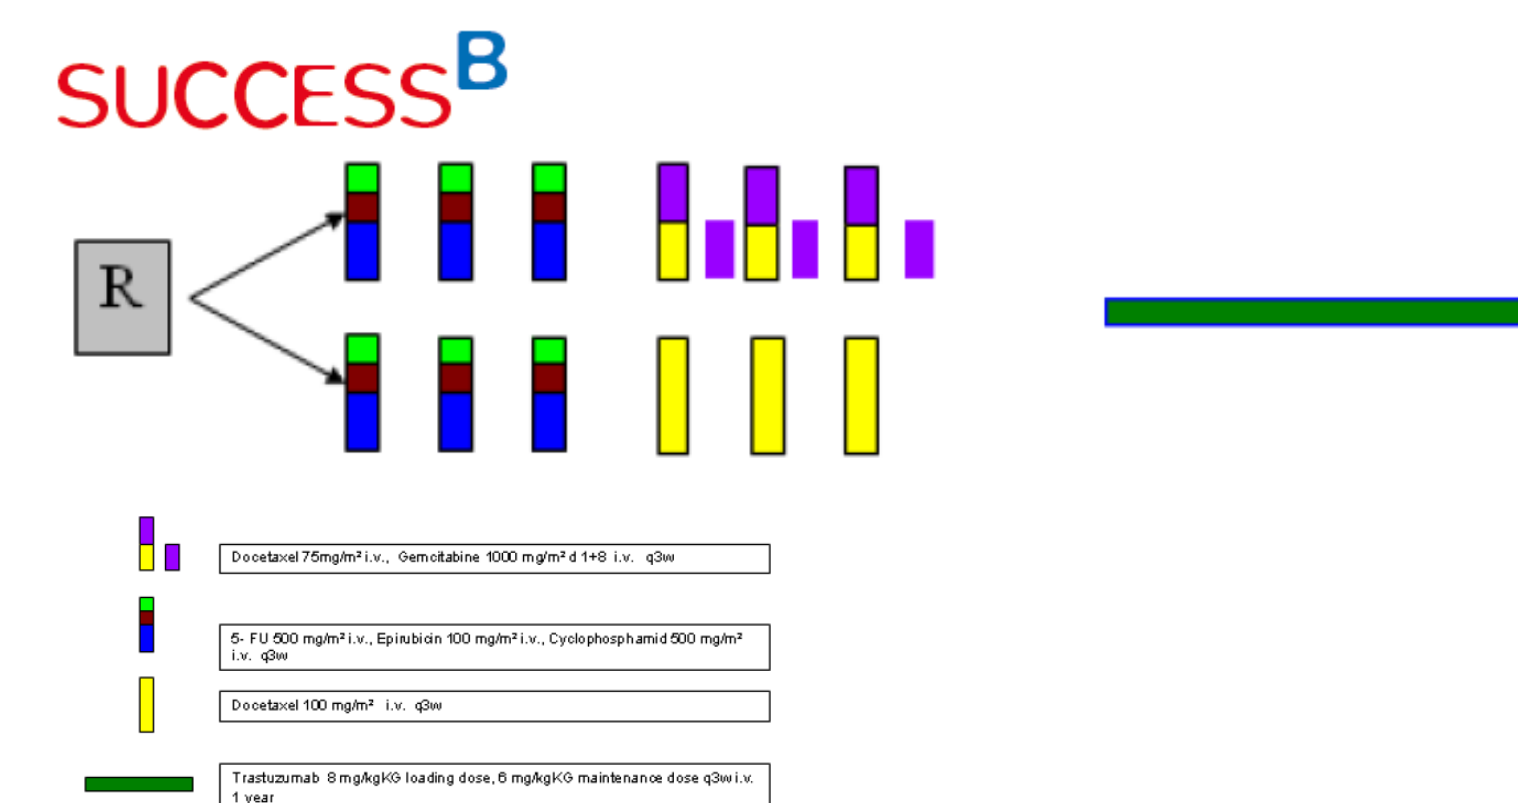 SUCCESS B
R
Docetaxel 75mg/m² i.v., Gemcitabine 1000 mg/m² d 1+8 i.v. q3w
5- FU 500 mg/m² i.v., Epirubicin 100 mg/m² i.v., Cyclophosphamid 500 mg/m²
i.v. q3w
Docetaxel 100 mg/m² i.v. q3w
Trastuzumab 8 mg/kgKG loading dose, 6 mg/kgKG maintenance dose q3w i.v.
1 year